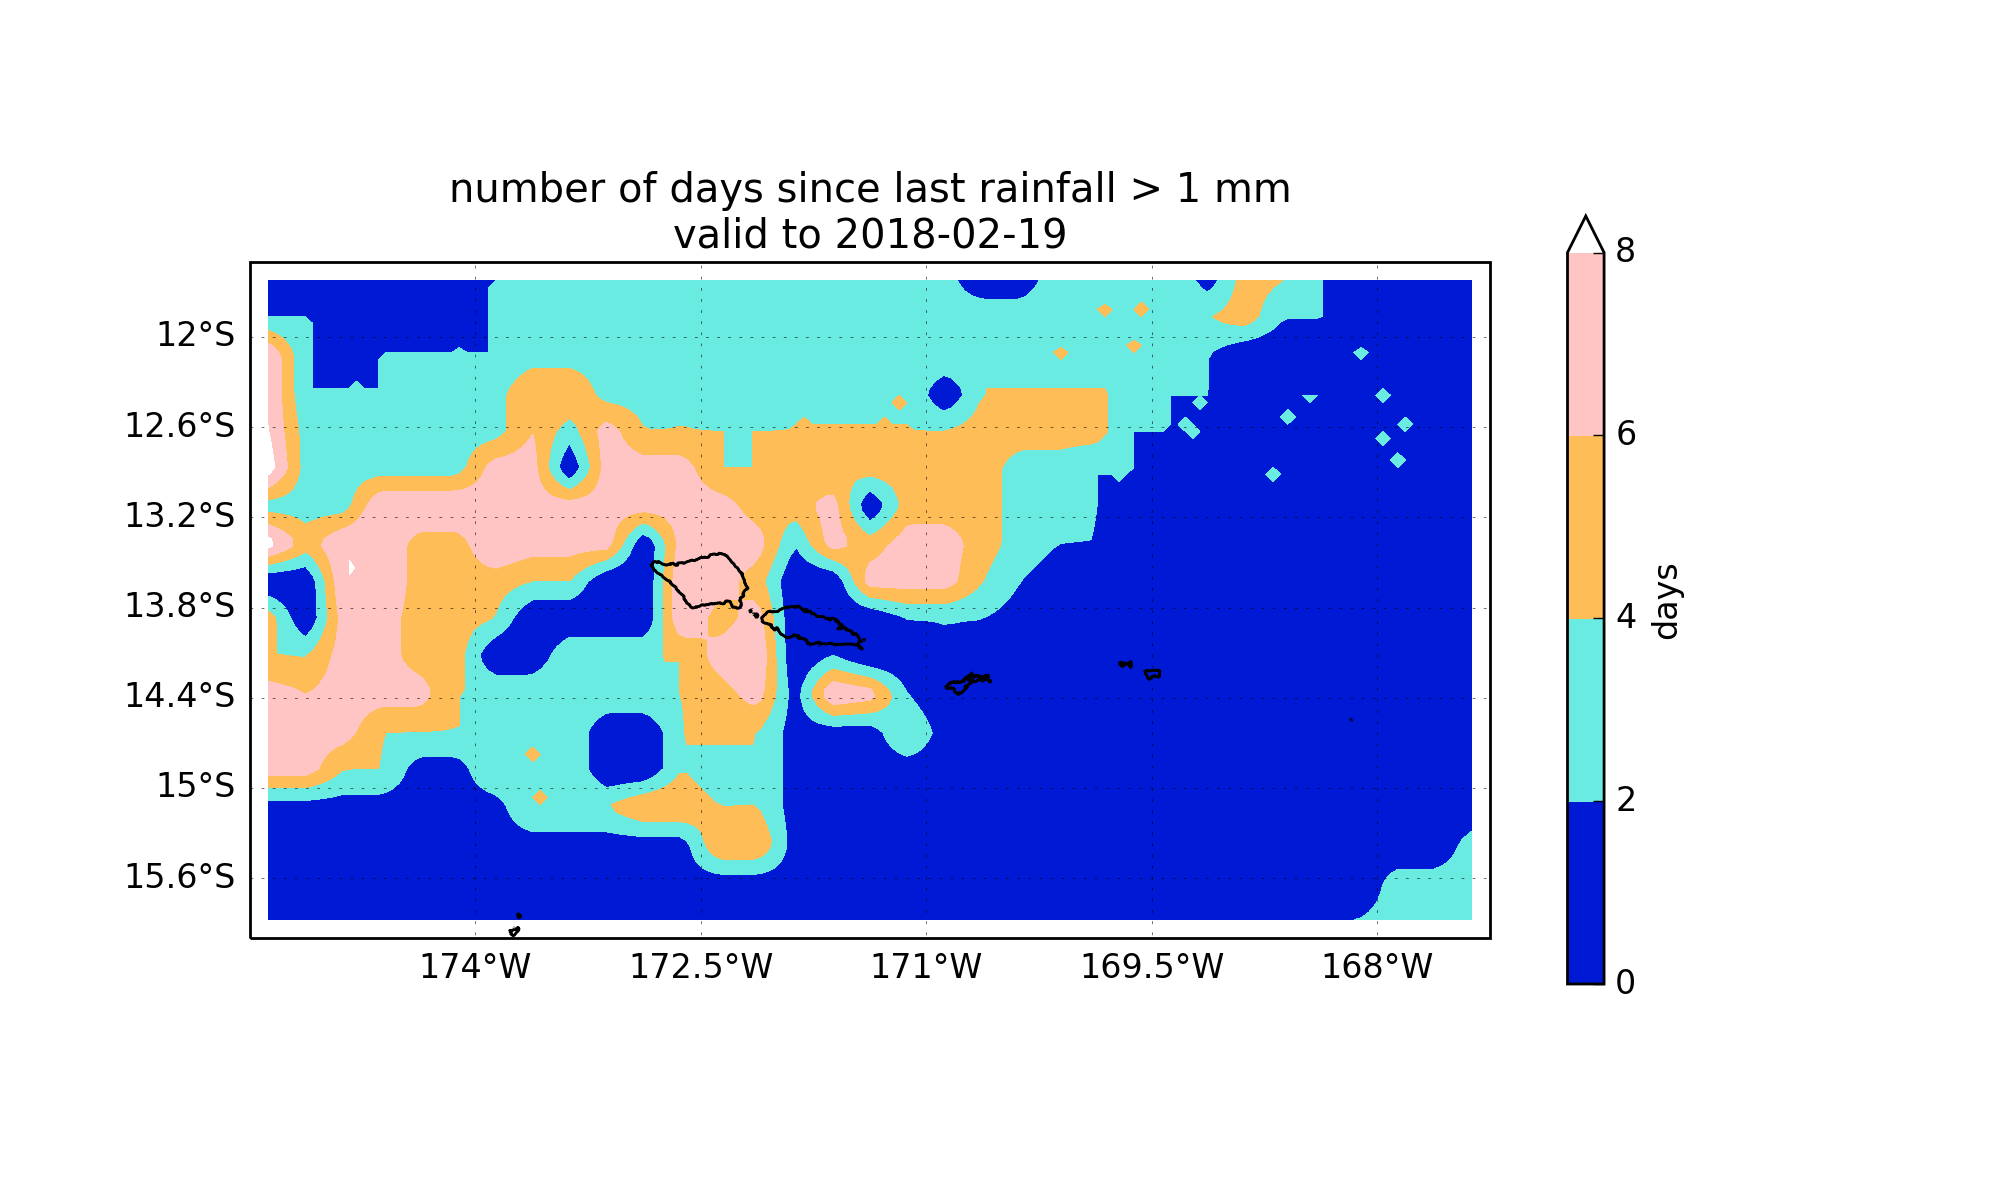 number of days since last rainfall > 1 mm
valid to 2018-02-19
12°S
12.6°S
13.2°S
13.8°S
14.4°S
15°S
15.6°S
174°W
172.5°W
171°W
169.5°W
168°W
8
6
4
2
0
days